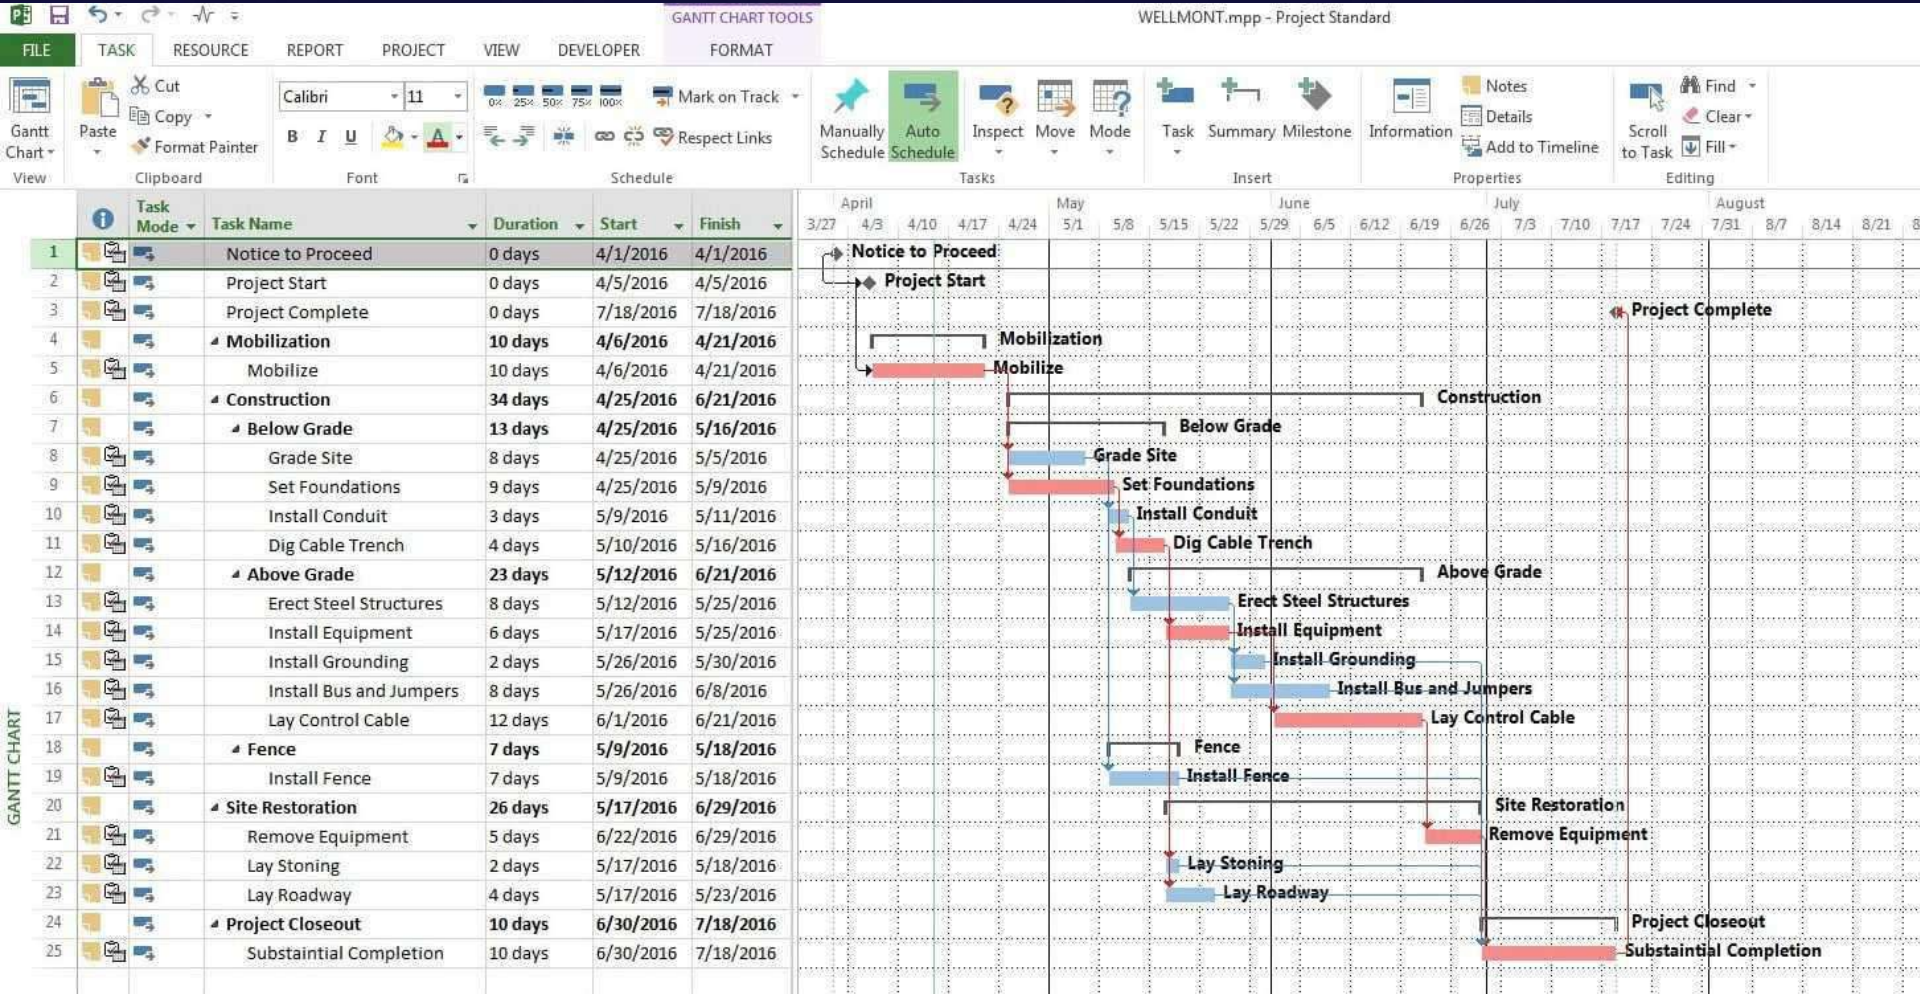 GANTT CHART TOOLS
WELLMONT.mpp - Project Standard
FILE TASK RESOURCE REPORT PROJECT VIEW DEVELOPER FORMAT
Cut
Calibri 11
0% 25% 50% 75% 100%
Mark on Track
Notes
Find
Copy
Details
Clear
Gantt Chart
Paste
Format Painter
B I U A
Respect Links
Manually Schedule
Auto Schedule
Inspect
Move
Mode
Task
Summary
Milestone
Information
Add to Timeline
Scroll to Task
Fill
View Clipboard Font Schedule Tasks Insert Properties Editing
Task Mode Task Name Duration Start Finish
April May June July August
3/27 4/3 4/10 4/17 4/24 5/1 5/8 5/15 5/22 5/29 6/5 6/12 6/19 6/26 7/3 7/10 7/17 7/24 7/31 8/7 8/14 8/21 8
1 Notice to Proceed 0 days 4/1/2016 4/1/2016 Notice to Proceed
2 Project Start 0 days 4/5/2016 4/5/2016 Project Start
3 Project Complete 0 days 7/18/2016 7/18/2016 Project Complete
4 Mobilization 10 days 4/6/2016 4/21/2016 Mobilization
5 Mobilize 10 days 4/6/2016 4/21/2016 Mobilize
6 Construction 34 days 4/25/2016 6/21/2016 Construction
7 Below Grade 13 days 4/25/2016 5/16/2016 Below Grade
8 Grade Site 8 days 4/25/2016 5/5/2016 Grade Site
9 Set Foundations 9 days 4/25/2016 5/9/2016 Set Foundations
10 Install Conduit 3 days 5/9/2016 5/11/2016 Install Conduit
11 Dig Cable Trench 4 days 5/10/2016 5/16/2016 Dig Cable Trench
12 Above Grade 23 days 5/12/2016 6/21/2016 Above Grade
13 Erect Steel Structures 8 days 5/12/2016 5/25/2016 Erect Steel Structures
14 Install Equipment 6 days 5/17/2016 5/25/2016 Install Equipment
15 Install Grounding 2 days 5/26/2016 5/30/2016 Install Grounding
16 Install Bus and Jumpers 8 days 5/26/2016 6/8/2016 Install Bus and Jumpers
17 Lay Control Cable 12 days 6/1/2016 6/21/2016 Lay Control Cable
18 Fence 7 days 5/9/2016 5/18/2016 Fence
19 Install Fence 7 days 5/9/2016 5/18/2016 Install Fence
20 Site Restoration 26 days 5/17/2016 6/29/2016 Site Restoration
21 Remove Equipment 5 days 6/22/2016 6/29/2016 Remove Equipment
22 Lay Stoning 2 days 5/17/2016 5/18/2016 Lay Stoning
23 Lay Roadway 4 days 5/17/2016 5/23/2016 Lay Roadway
24 Project Closeout 10 days 6/30/2016 7/18/2016 Project Closeout
25 Substaintial Completion 10 days 6/30/2016 7/18/2016 Substaintial Completion
GANTT CHART